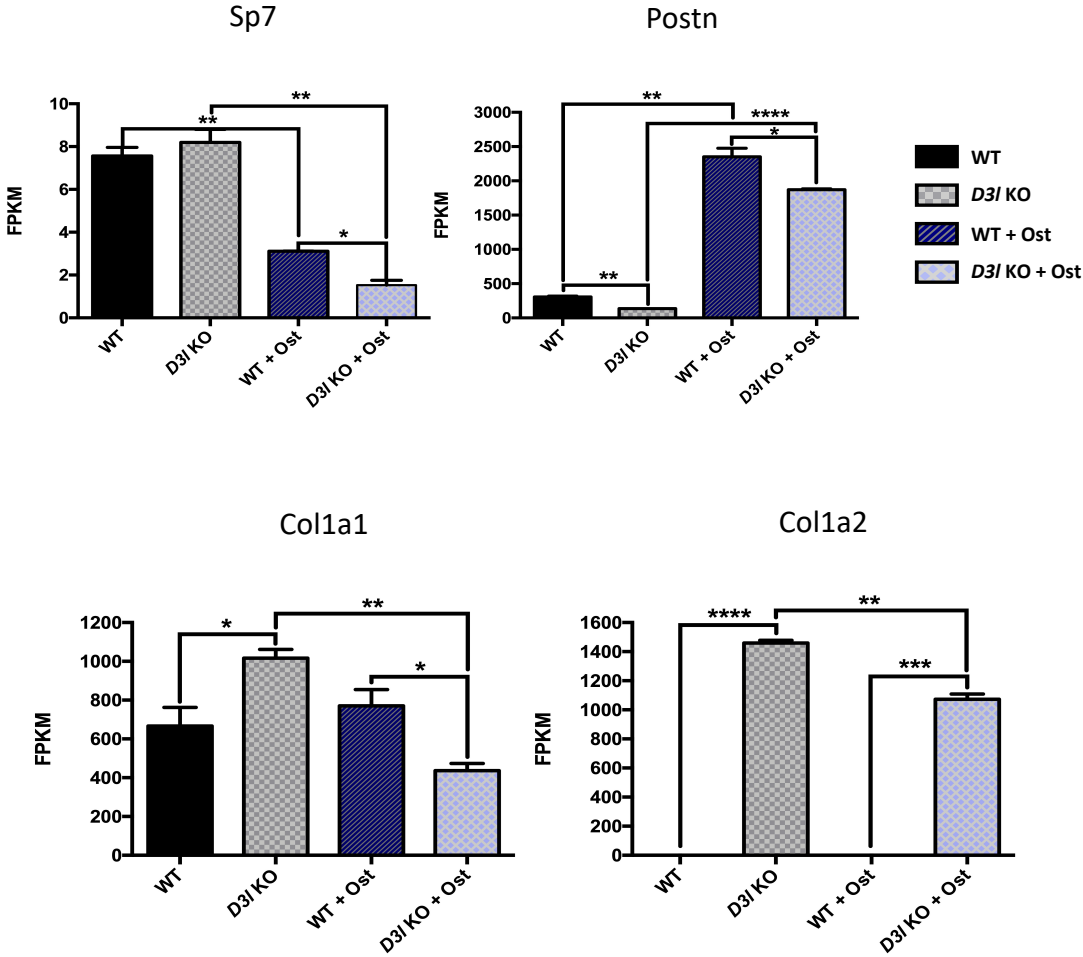 Sp7
Postn
10
8
6
4
2
0
FPKM
**
**
*
WT
D3l KO
WT + Ost
D3l KO + Ost
3000
2500
2000
1500
1000
500
0
FPKM
**
****
*
**
WT
D3l KO
WT + Ost
D3l KO + Ost
WT
D3l KO
WT + Ost
D3l KO + Ost
Col1a1
Col1a2
1200
1000
800
600
400
200
0
FPKM
*
**
*
WT
D3l KO
WT + Ost
D3l KO + Ost
1600
1400
1200
1000
800
600
400
200
0
FPKM
****
**
***
WT
D3l KO
WT + Ost
D3l KO + Ost